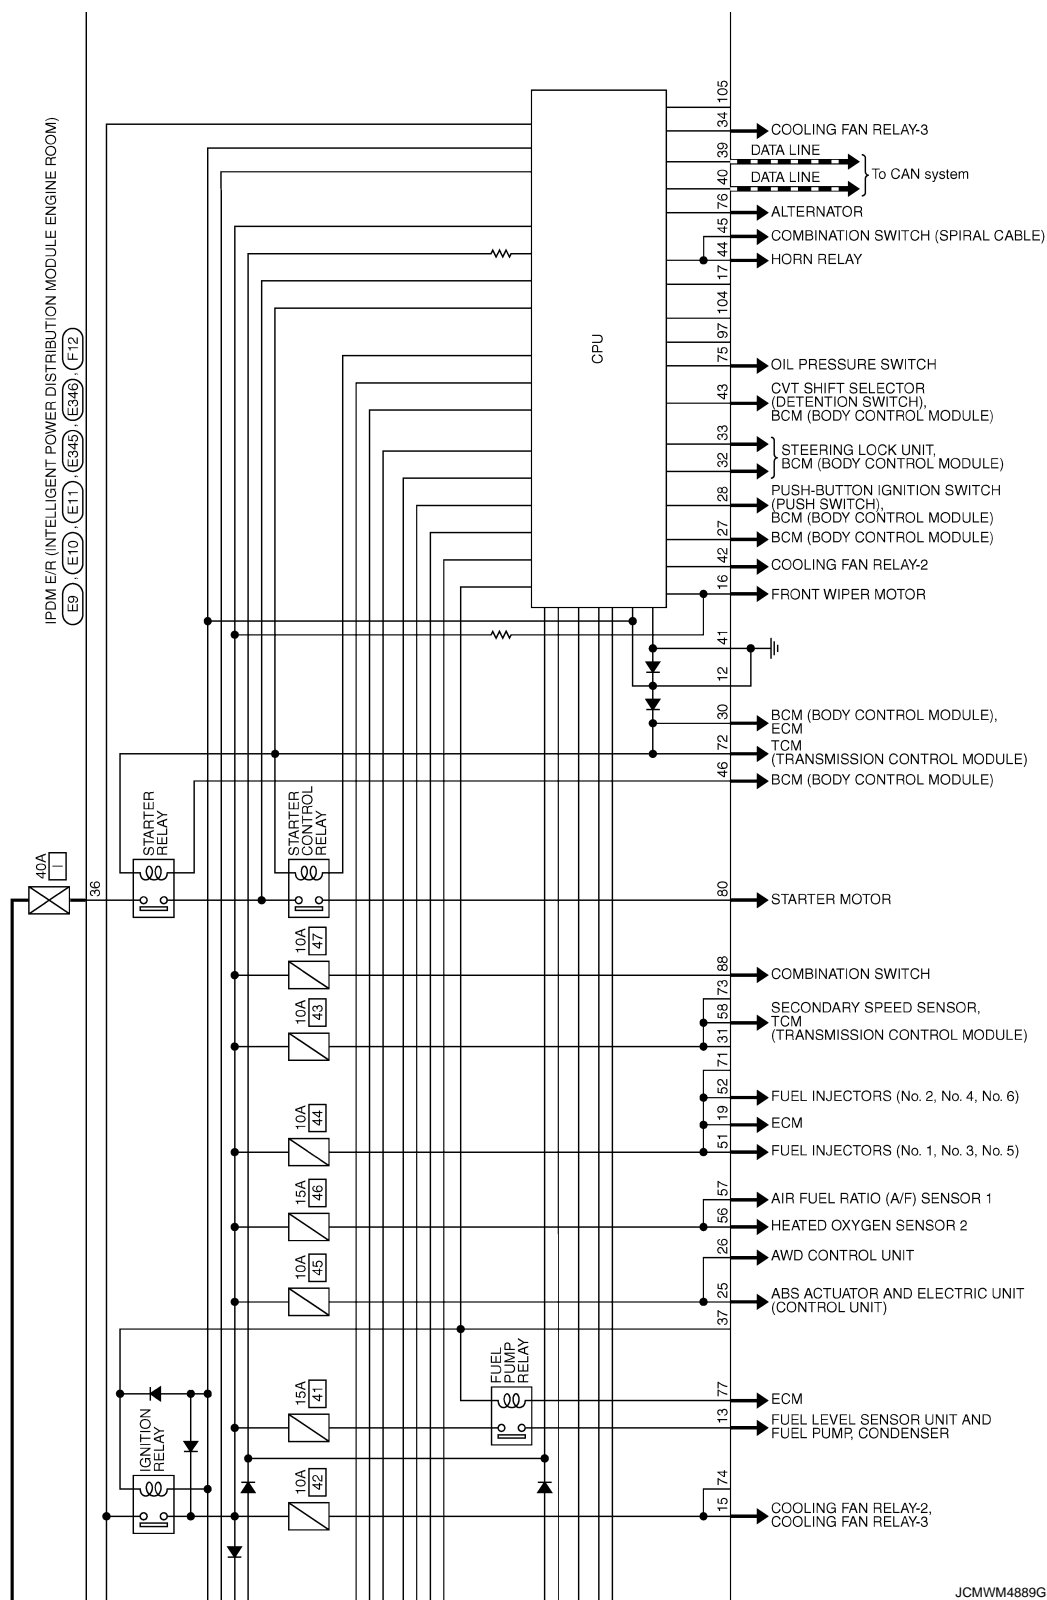 IPDM E/R (INTELLIGENT POWER DISTRIBUTION MODULE ENGINE ROOM)
E9 , E10 , E11 , E345 , E346 , F12
CPU
105
34
COOLING FAN RELAY-3
39
DATA LINE
40
DATA LINE
To CAN system
76
ALTERNATOR
45
COMBINATION SWITCH (SPIRAL CABLE)
44
HORN RELAY
17
104
97
75
OIL PRESSURE SWITCH
43
CVT SHIFT SELECTOR
(DETENTION SWITCH),
BCM (BODY CONTROL MODULE)
33
32
STEERING LOCK UNIT,
BCM (BODY CONTROL MODULE)
28
PUSH-BUTTON IGNITION SWITCH
(PUSH SWITCH),
BCM (BODY CONTROL MODULE)
27
BCM (BODY CONTROL MODULE)
42
COOLING FAN RELAY-2
16
FRONT WIPER MOTOR
41
12
30
BCM (BODY CONTROL MODULE),
ECM
72
TCM
(TRANSMISSION CONTROL MODULE)
46
BCM (BODY CONTROL MODULE)
STARTER
RELAY
STARTER
CONTROL
RELAY
40A
I
36
80
STARTER MOTOR
10A
47
88
COMBINATION SWITCH
73
10A
43
58
SECONDARY SPEED SENSOR,
TCM
(TRANSMISSION CONTROL MODULE)
31
71
52
FUEL INJECTORS (No. 2, No. 4, No. 6)
19
ECM
10A
44
51
FUEL INJECTORS (No. 1, No. 3, No. 5)
57
AIR FUEL RATIO (A/F) SENSOR 1
15A
46
56
HEATED OXYGEN SENSOR 2
26
AWD CONTROL UNIT
10A
45
25
ABS ACTUATOR AND ELECTRIC UNIT
(CONTROL UNIT)
37
FUEL
PUMP
RELAY
77
ECM
15A
41
13
FUEL LEVEL SENSOR UNIT AND
FUEL PUMP, CONDENSER
IGNITION
RELAY
10A
42
74
15
COOLING FAN RELAY-2,
COOLING FAN RELAY-3
JCMWM4889G